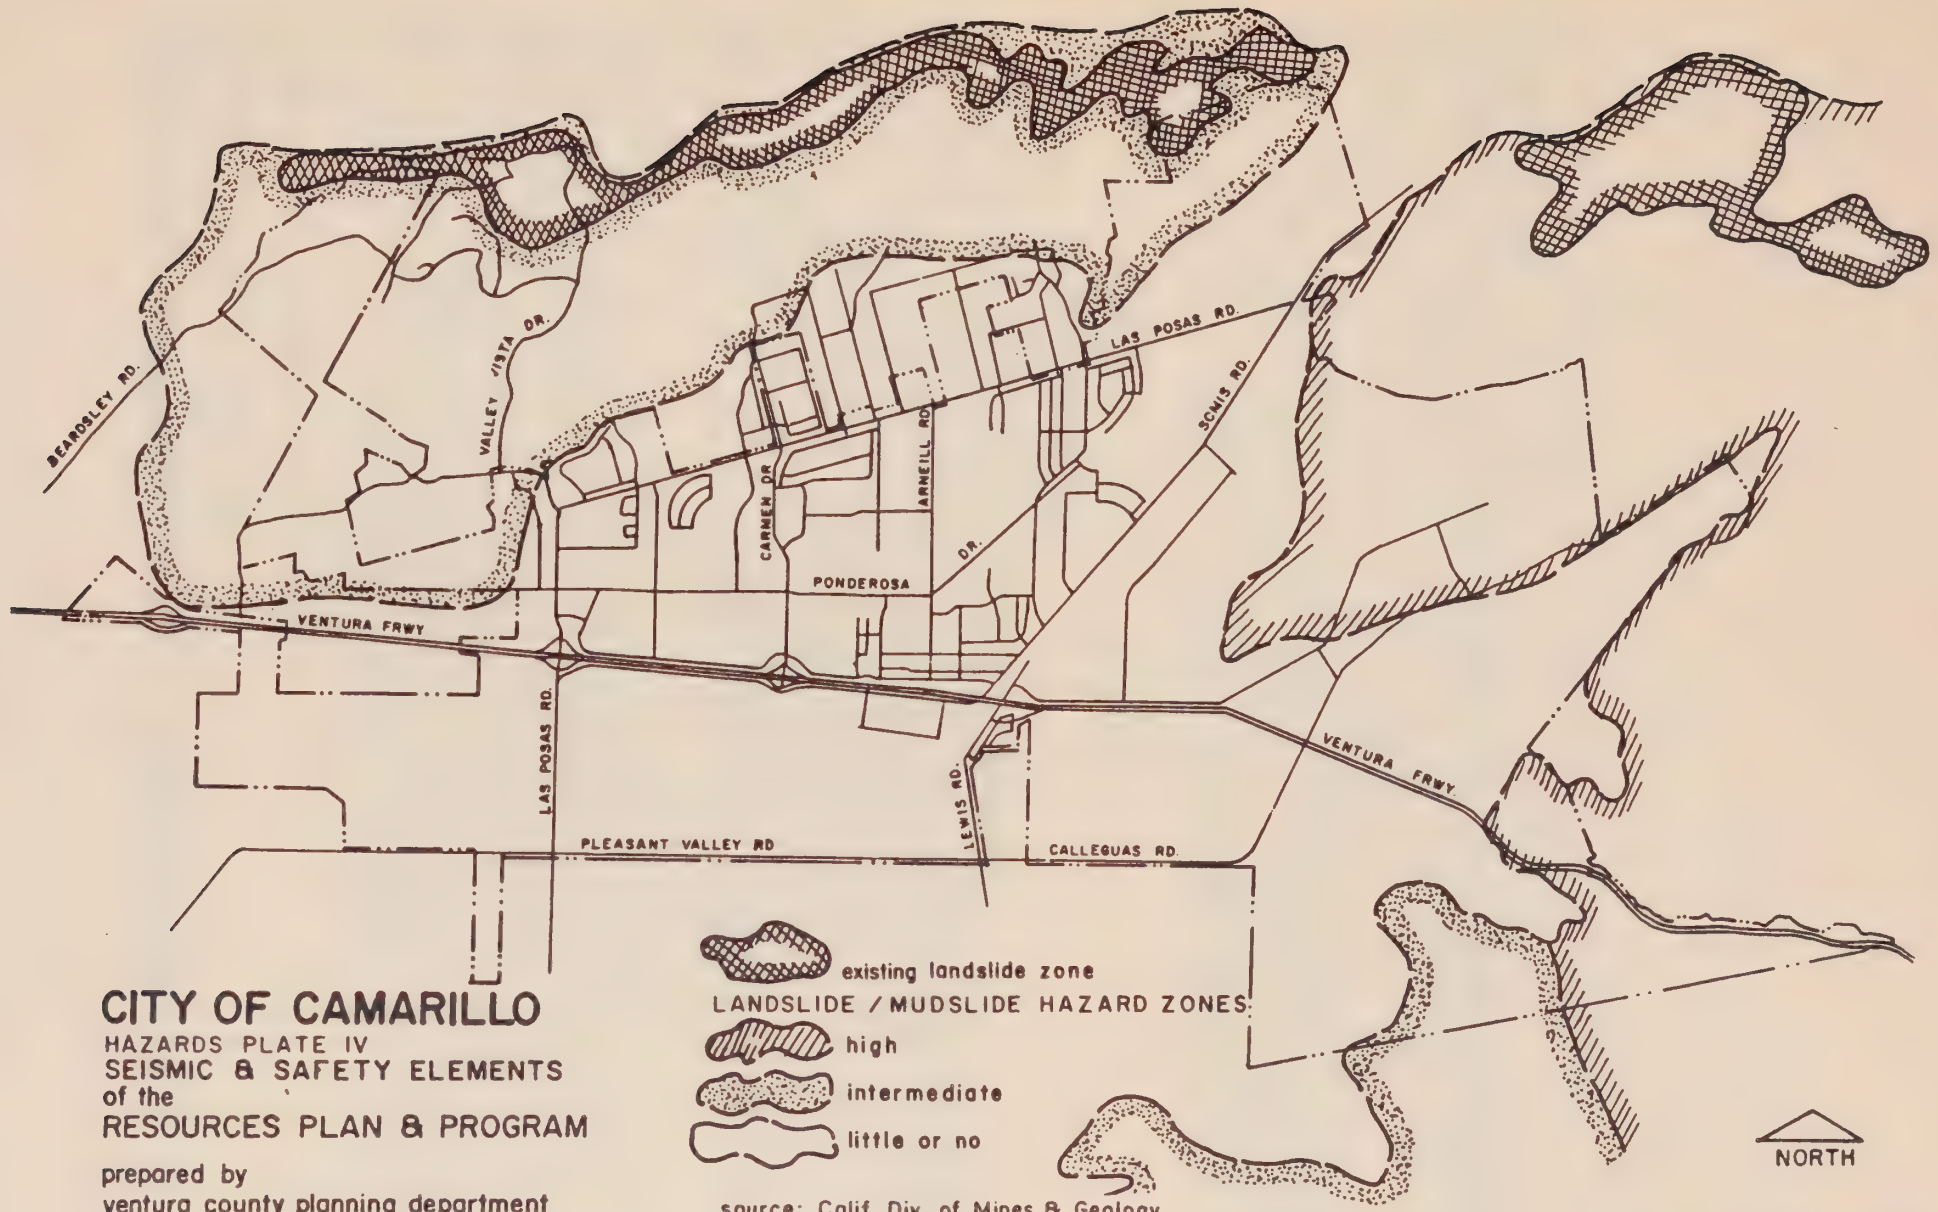 BEARDSLEY RD.
VALLEY VISTA DR.
LAS POSAS RD.
SOMIS RD.
ARNEILL RD.
CARMEN DR
PONDEROSA DR.
VENTURA FRWY
LAS POSAS RD.
LEWIS RD.
VENTURA FRWY.
PLEASANT VALLEY RD
CALLEGUAS RD.
existing landslide zone
LANDSLIDE / MUDSLIDE HAZARD ZONES
high
intermediate
little or no
source: Calif. Div. of Mines & Geology
CITY OF CAMARILLO
HAZARDS PLATE IV
SEISMIC & SAFETY ELEMENTS
of the
RESOURCES PLAN & PROGRAM
prepared by
ventura county planning department
NORTH